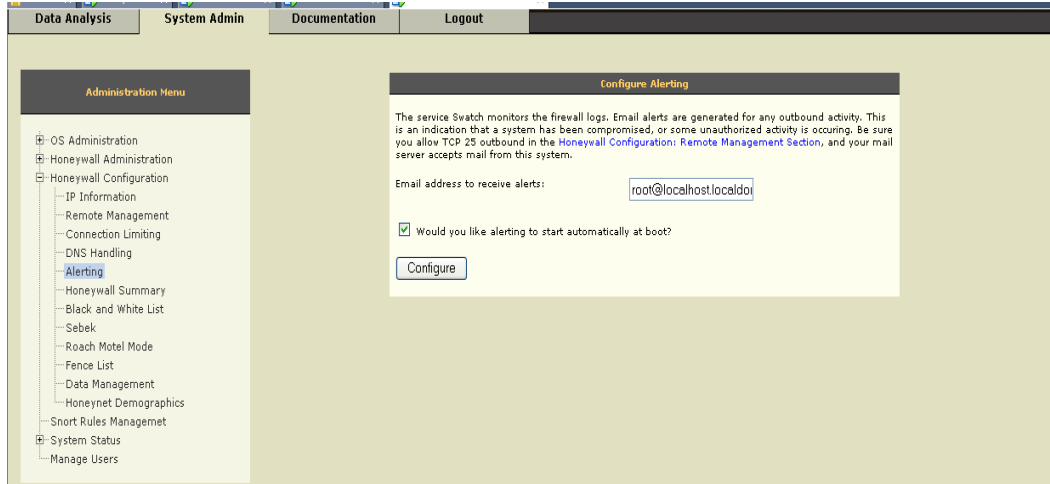 Data Analysis
System Admin
Documentation
Logout
Administration Menu
OS Administration
Honeywall Administration
Honeywall Configuration
IP Information
Remote Management
Connection Limiting
DNS Handling
Alerting
Honeywall Summary
Black and White List
Sebek
Roach Motel Mode
Fence List
Data Management
Honeynet Demographics
Snort Rules Managemet
System Status
Manage Users
Configure Alerting
The service Swatch monitors the firewall logs. Email alerts are generated for any outbound activity. This
is an indication that a system has been compromised, or some unauthorized activity is occuring. Be sure
you allow TCP 25 outbound in the Honeywall Configuration: Remote Management Section, and your mail
server accepts mail from this system.
Email address to receive alerts:
root@localhost.localdo
Would you like alerting to start automatically at boot?
Configure